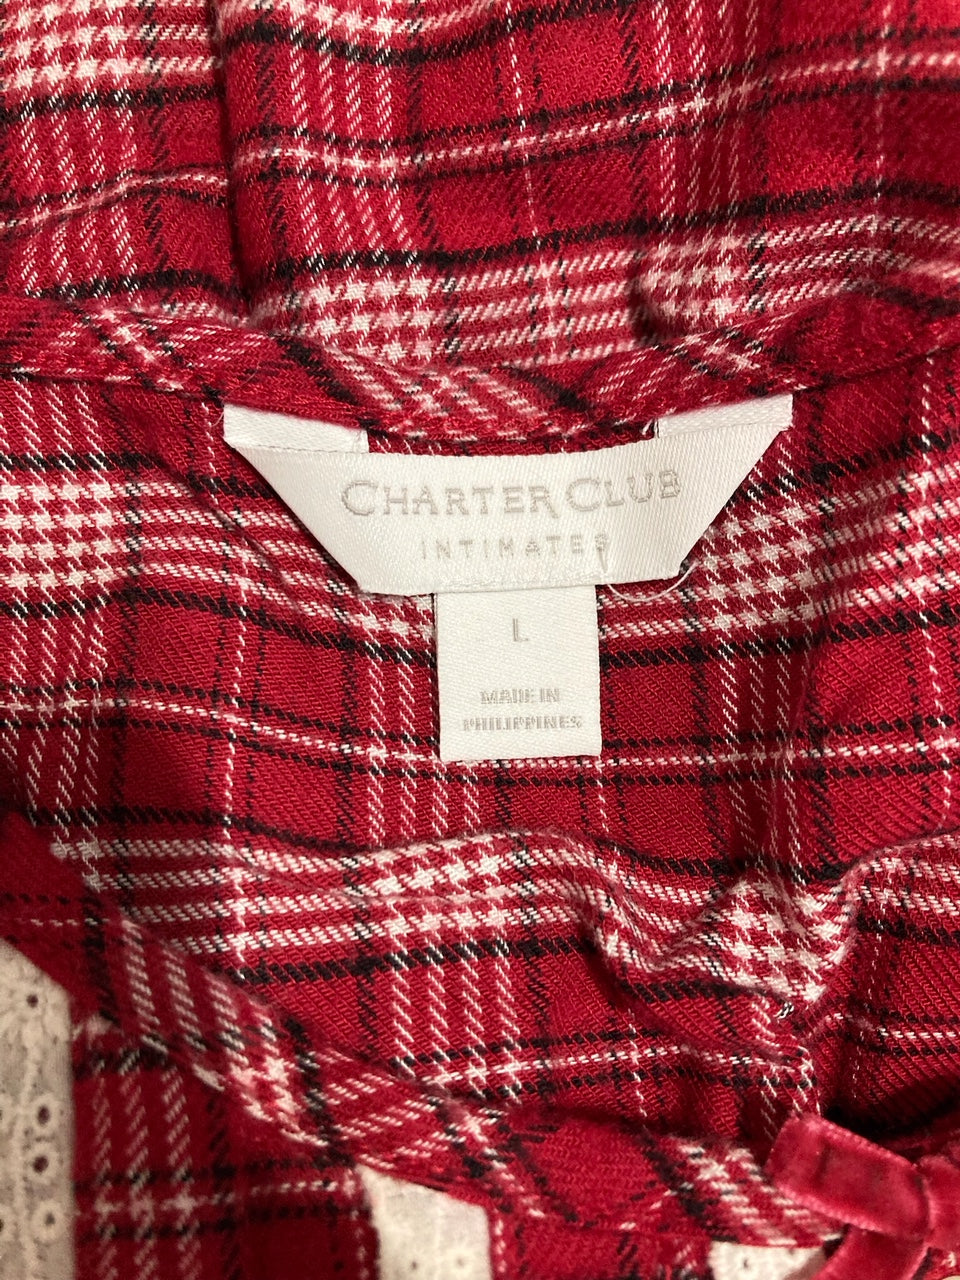 CHARTER CLUB
INTIMATES
L
MADE IN
PHILIPPINES